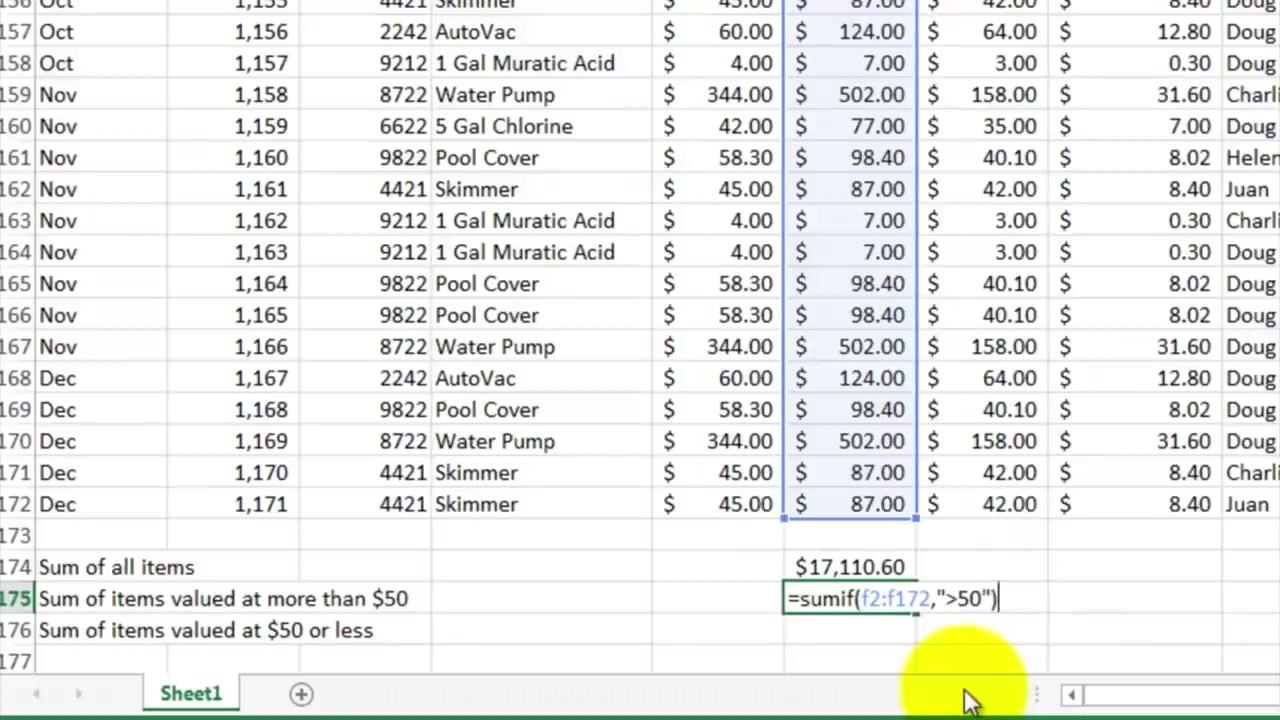 156 Oct 1,155 4421 Skimmer $ 45.00 $ 87.00 $ 42.00 $ 8.40 Doug
157 Oct 1,156 2242 AutoVac $ 60.00 $ 124.00 $ 64.00 $ 12.80 Doug
158 Oct 1,157 9212 1 Gal Muratic Acid $ 4.00 $ 7.00 $ 3.00 $ 0.30 Doug
159 Nov 1,158 8722 Water Pump $ 344.00 $ 502.00 $ 158.00 $ 31.60 Charli
160 Nov 1,159 6622 5 Gal Chlorine $ 42.00 $ 77.00 $ 35.00 $ 7.00 Doug
161 Nov 1,160 9822 Pool Cover $ 58.30 $ 98.40 $ 40.10 $ 8.02 Helen
162 Nov 1,161 4421 Skimmer $ 45.00 $ 87.00 $ 42.00 $ 8.40 Juan
163 Nov 1,162 9212 1 Gal Muratic Acid $ 4.00 $ 7.00 $ 3.00 $ 0.30 Charli
164 Nov 1,163 9212 1 Gal Muratic Acid $ 4.00 $ 7.00 $ 3.00 $ 0.30 Doug
165 Nov 1,164 9822 Pool Cover $ 58.30 $ 98.40 $ 40.10 $ 8.02 Doug
166 Nov 1,165 9822 Pool Cover $ 58.30 $ 98.40 $ 40.10 $ 8.02 Doug
167 Nov 1,166 8722 Water Pump $ 344.00 $ 502.00 $ 158.00 $ 31.60 Doug
168 Dec 1,167 2242 AutoVac $ 60.00 $ 124.00 $ 64.00 $ 12.80 Doug
169 Dec 1,168 9822 Pool Cover $ 58.30 $ 98.40 $ 40.10 $ 8.02 Doug
170 Dec 1,169 8722 Water Pump $ 344.00 $ 502.00 $ 158.00 $ 31.60 Doug
171 Dec 1,170 4421 Skimmer $ 45.00 $ 87.00 $ 42.00 $ 8.40 Charli
172 Dec 1,171 4421 Skimmer $ 45.00 $ 87.00 $ 42.00 $ 8.40 Juan
173
174 Sum of all items $17,110.60
175 Sum of items valued at more than $50 =sumif(f2:f172,">50")
176 Sum of items valued at $50 or less
177
Sheet1